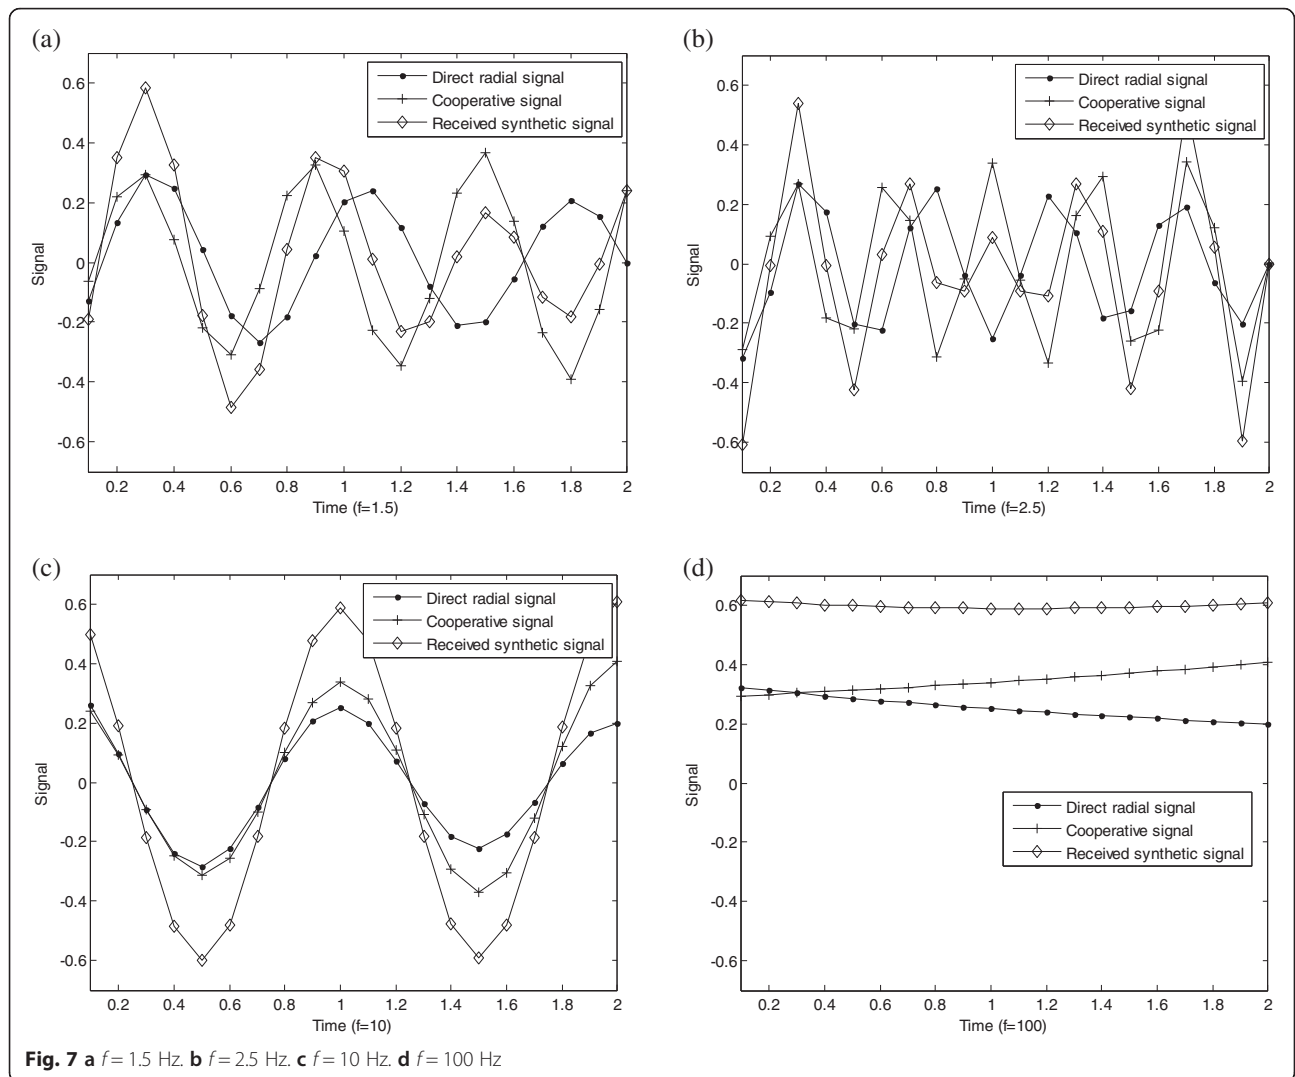 (a)
0.6
0.4
0.2
0
-0.2
-0.4
-0.6
Signal
Direct radial signal
Cooperative signal
Received synthetic signal
0.2 0.4 0.6 0.8 1 1.2 1.4 1.6 1.8 2
Time (f=1.5)
(b)
0.6
0.4
0.2
0
-0.2
-0.4
-0.6
Signal
Direct radial signal
Cooperative signal
Received synthetic signal
0.2 0.4 0.6 0.8 1 1.2 1.4 1.6 1.8 2
Time (f=2.5)
(c)
0.6
0.4
0.2
0
-0.2
-0.4
-0.6
Signal
Direct radial signal
Cooperative signal
Received synthetic signal
0.2 0.4 0.6 0.8 1 1.2 1.4 1.6 1.8 2
Time (f=10)
(d)
0.6
0.4
0.2
0
-0.2
-0.4
-0.6
Signal
Direct radial signal
Cooperative signal
Received synthetic signal
0.2 0.4 0.6 0.8 1 1.2 1.4 1.6 1.8 2
Time (f=100)
Fig. 7 a f = 1.5 Hz. b f = 2.5 Hz. c f = 10 Hz. d f = 100 Hz